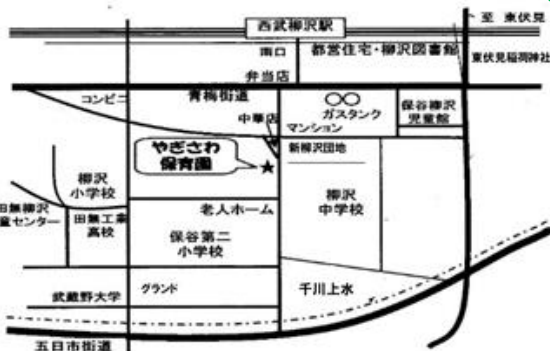 至 東伏見
西武柳沢駅
南口
都営住宅・柳沢図書館
東伏見稲荷神社
弁当店
コンビニ
青梅街道
ガスタンク
中華店
マンション
保谷柳沢
児童館
やぎさわ
保育園
新柳沢団地
柳沢
小学校
柳沢
中学校
田無柳沢
童センター
田無工業
高校
老人ホーム
保谷第二
小学校
武蔵野大学
グランド
千川上水
五日市街道